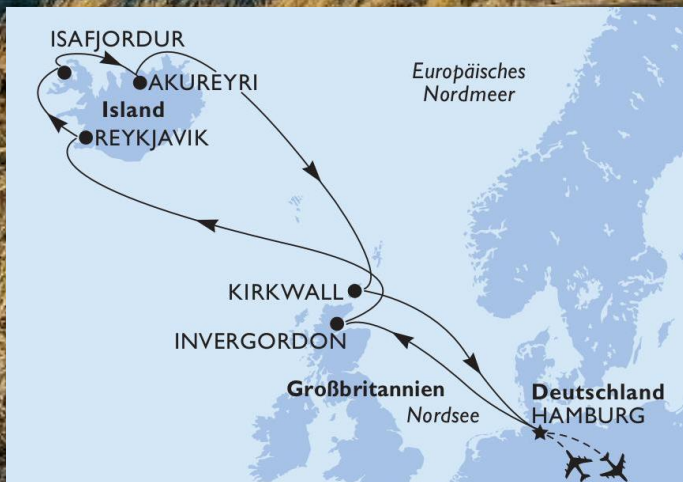 ISAFJORDUR
AKUREYRI
Island
REYKJAVIK
Europäisches
Nordmeer
KIRKWALL
INVERGORDON
Großbritannien
Nordsee
Deutschland
HAMBURG